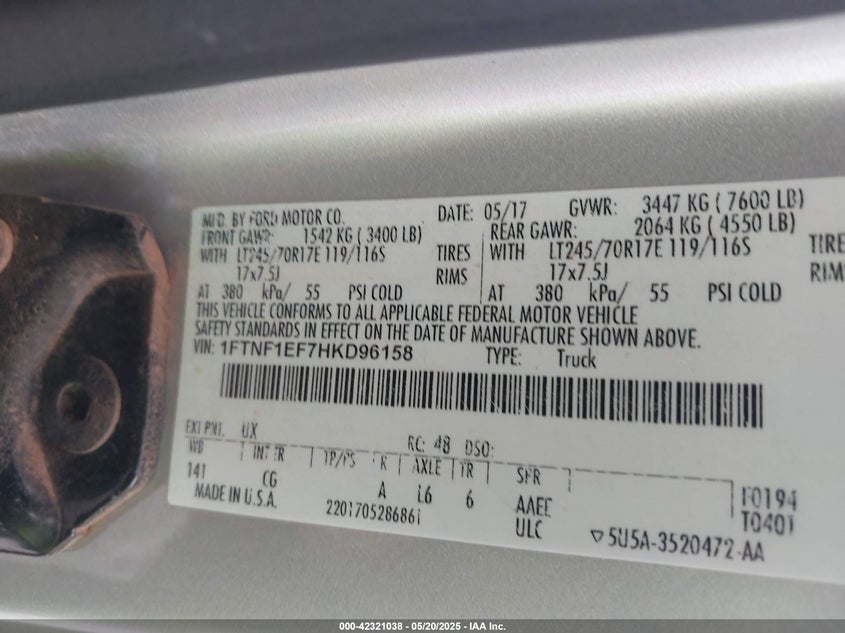 MFD. BY FORD MOTOR CO. DATE: 05/17 GVWR: 3447 KG ( 7600 LB)
FRONT GAWR: 1542 KG ( 3400 LB) REAR GAWR: 2064 KG ( 4550 LB)
WITH LT245/70R17E 119/116S TIRES WITH LT245/70R17E 119/116S TIRE
17x7.5J RIMS 17x7.5J RIM
AT 380 kPa/ 55 PSI COLD AT 380 kPa/ 55 PSI COLD
THIS VEHICLE CONFORMS TO ALL APPLICABLE FEDERAL MOTOR VEHICLE
SAFETY STANDARDS IN EFFECT ON THE DATE OF MANUFACTURE SHOWN ABOVE.
VIN: 1FTNF1EF7HKD96158 TYPE: Truck
EXT PNT: UX RC: 48 DSO:
WB INT TR TP/PS R AXLE TR SPR
141 CG A L6 6 AAEE F0194
MADE IN U.S.A. 2201705286861 ULC T0401
▽5U5A-3520472-AA
000-42321038 - 05/20/2025 - IAA Inc.